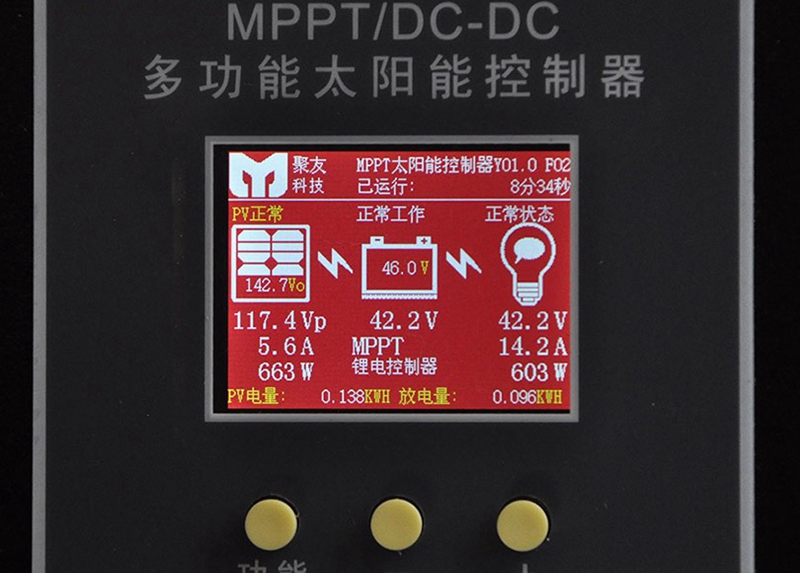 MPPT/DC-DC
多功能太阳能控制器
聚友 MPPT太阳能控制器Y01.0 F02
科技 已运行: 8分34秒
PV正常 正常工作 正常状态
142.7Vo 46.0V
117.4Vp 42.2V 42.2V
5.6A MPPT 14.2A
锂电控制器
663W 603W
PV电量: 0.138KWH 放电量: 0.096KWH
功能